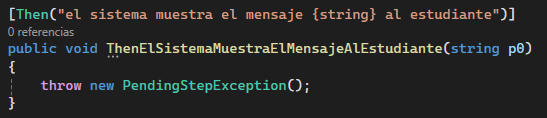 [Then("el sistema muestra el mensaje {string} al estudiante")]
0 referencias
public void ThenElSistemaMuestraElMensajeAlEstudiante(string p0)
{
throw new PendingStepException();
}